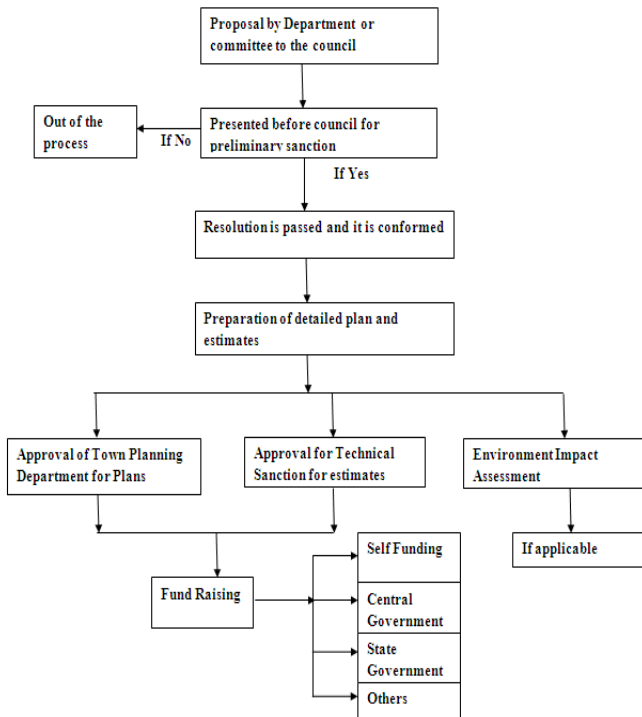 Proposal by Department or
committee to the council
Out of the
process
If No
Presented before council for
preliminary sanction
If Yes
Resolution is passed and it is conformed
Preparation of detailed plan and
estimates
Approval of Town Planning
Department for Plans
Approval for Technical
Sanction for estimates
Environment Impact
Assessment
If applicable
Fund Raising
Self Funding
Central
Government
State
Government
Others